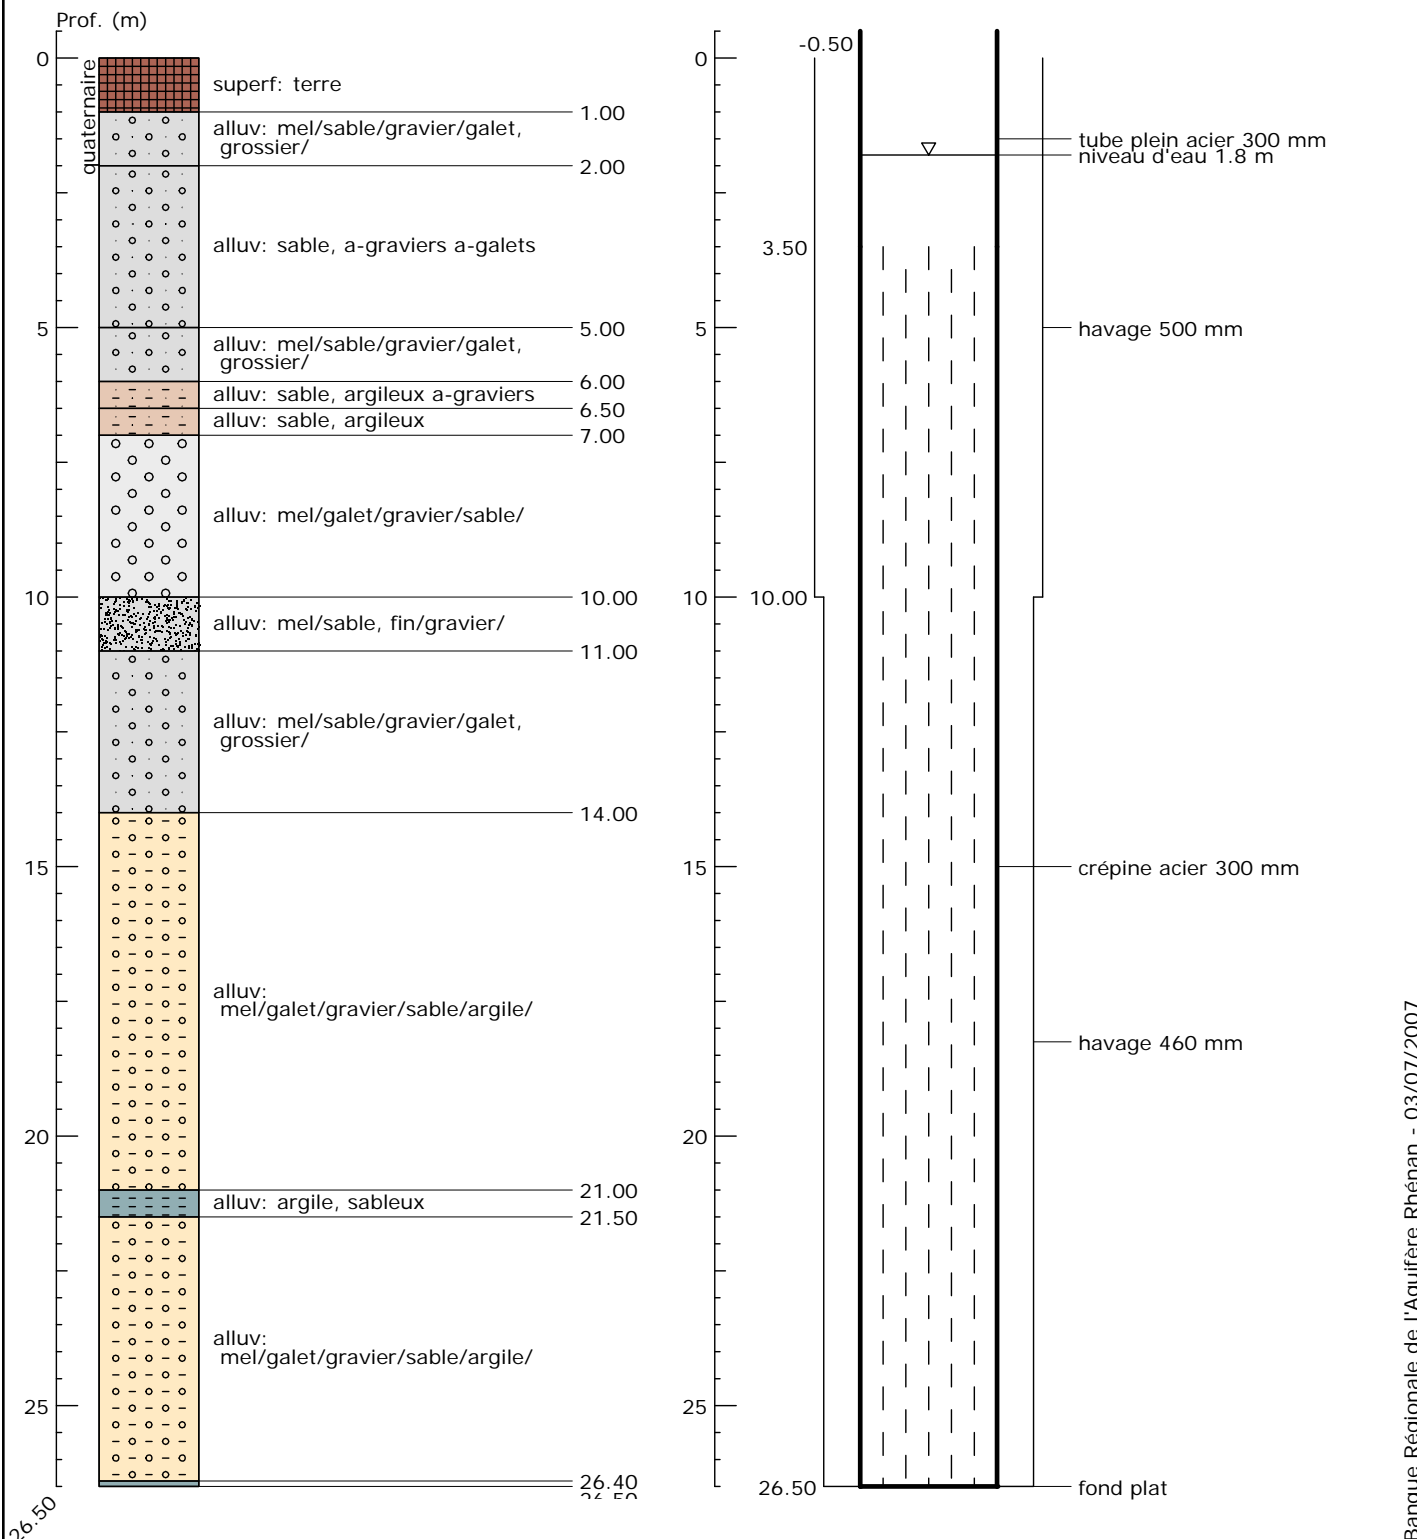 Prof. (m)
0
quaternaire
superf: terre
1.00
alluv: mel/sable/gravier/galet,
grossier/
2.00
alluv: sable, a-graviers a-galets
5
5.00
alluv: mel/sable/gravier/galet,
grossier/
6.00
alluv: sable, argileux a-graviers
6.50
alluv: sable, argileux
7.00
alluv: mel/galet/gravier/sable/
10
10.00
alluv: mel/sable, fin/gravier/
11.00
alluv: mel/sable/gravier/galet,
grossier/
14.00
15
alluv:
mel/galet/gravier/sable/argile/
20
21.00
alluv: argile, sableux
21.50
alluv:
mel/galet/gravier/sable/argile/
25
26.40
26.50
26.50
0
-0.50
tube plein acier 300 mm
niveau d'eau 1.8 m
3.50
5
havage 500 mm
10
10.00
15
crépine acier 300 mm
havage 460 mm
20
25
26.50
fond plat
Banque Régionale de l'Aquifère Rhénan - 03/07/2007